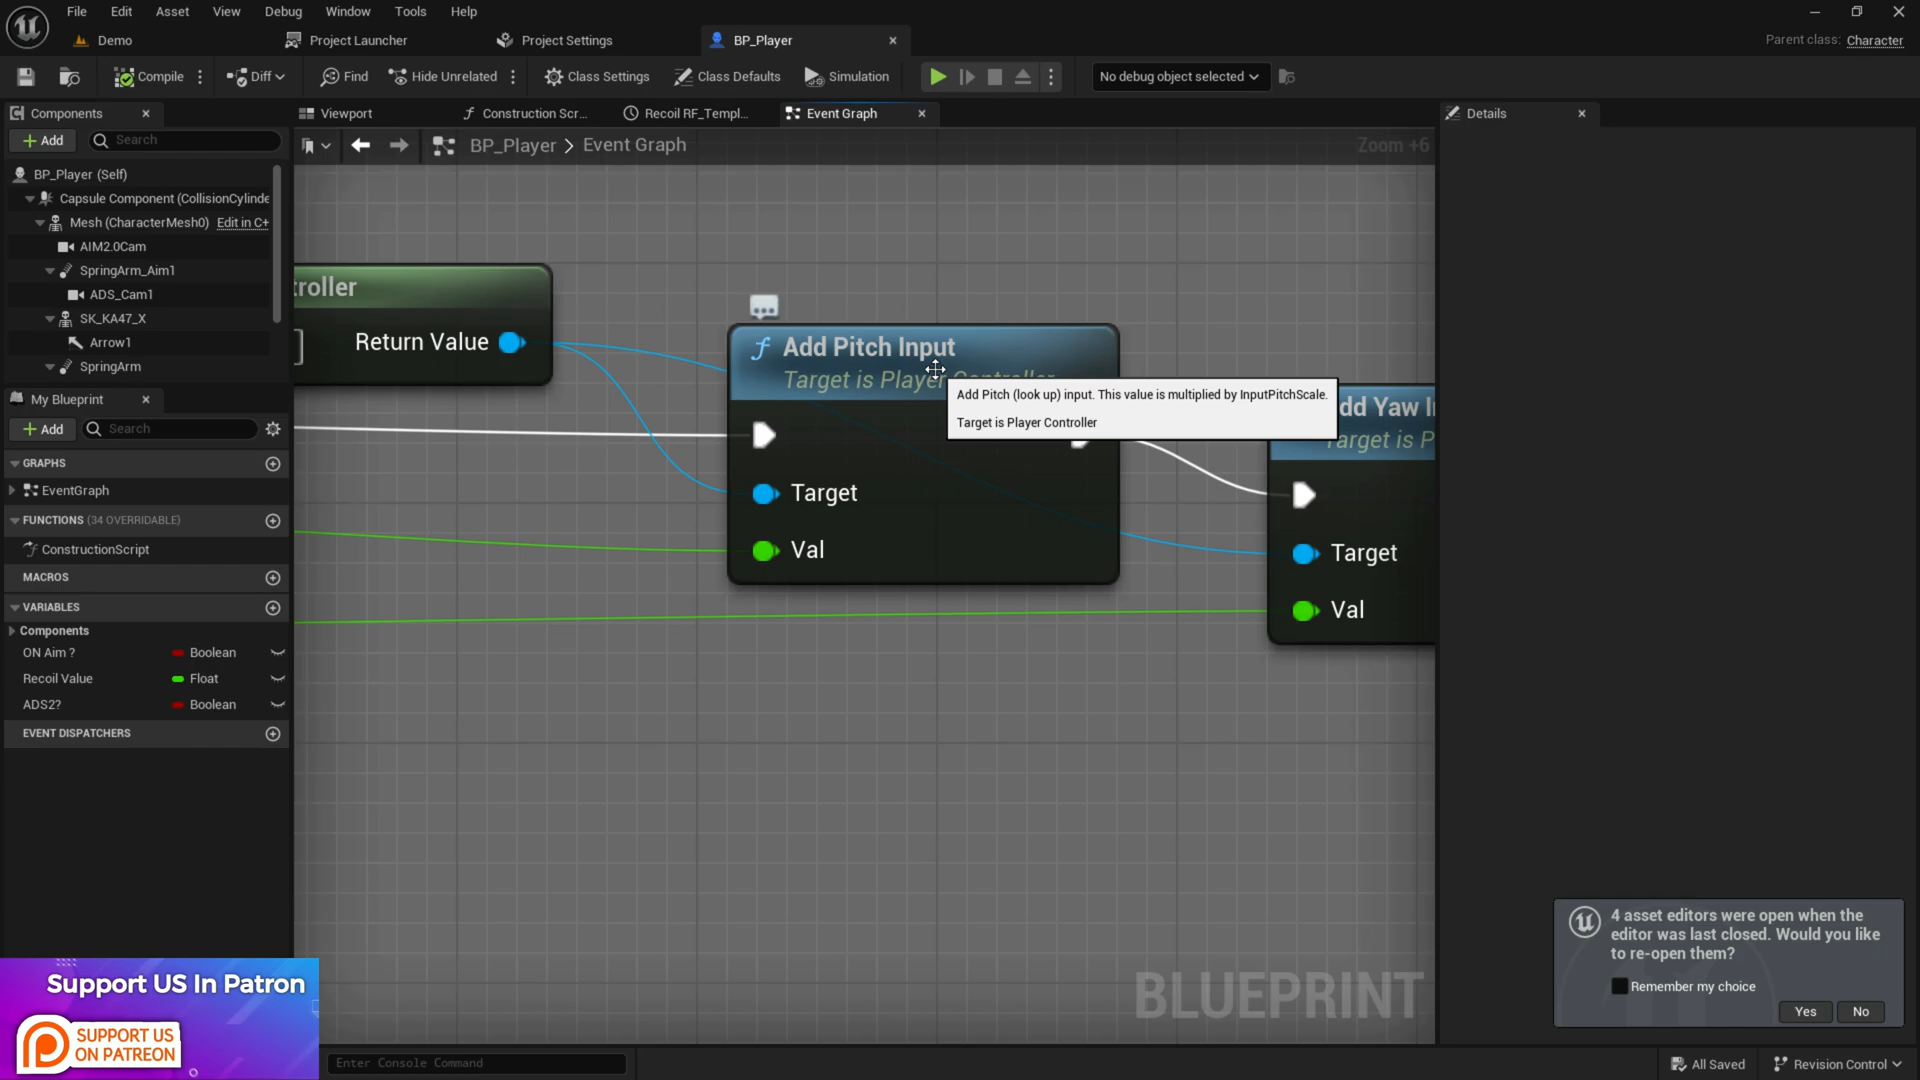 File Edit Asset View Debug Window Tools Help
Demo Project Launcher Project Settings BP_Player
Parent class: Character
Compile Diff Find Hide Unrelated Class Settings Class Defaults Simulation No debug object selected
Components
Viewport Construction Scr... Recoil RF_Templ... Event Graph
Details
Add Search
BP_Player > Event Graph
Zoom +6
BP_Player (Self)
Capsule Component (CollisionCylinde
Mesh (CharacterMesh0) Edit in C+
AIM2.0Cam
SpringArm_Aim1
ADS_Cam1
SK_KA47_X
Arrow1
SpringArm
My Blueprint
Add Search
GRAPHS
EventGraph
FUNCTIONS (34 OVERRIDABLE)
ConstructionScript
MACROS
VARIABLES
Components
ON Aim ? Boolean
Recoil Value Float
ADS2? Boolean
EVENT DISPATCHERS
troller
Return Value
f Add Pitch Input
Target is Player Controller
Target
Val
Add Pitch (look up) input. This value is multiplied by InputPitchScale.
Target is Player Controller
dd Yaw I
Target is P
Target
Val
BLUEPRINT
4 asset editors were open when the
editor was last closed. Would you like
to re-open them?
Remember my choice
Yes No
Support US In Patron
SUPPORT US
ON PATREON
Enter Console Command
All Saved Revision Control